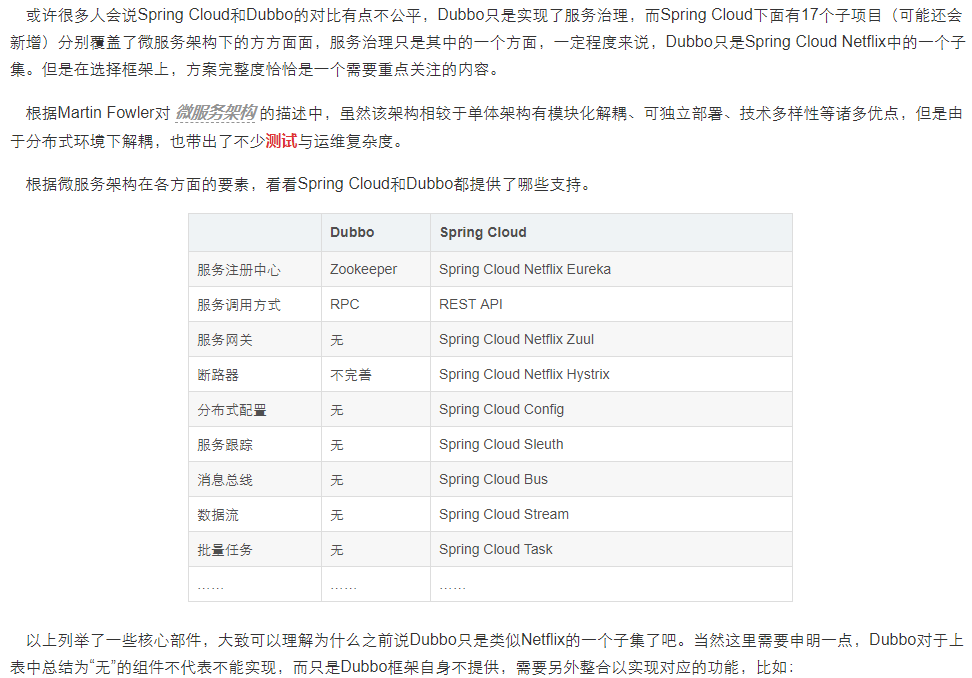 或许很多人会说Spring Cloud和Dubbo的对比有点不公平，Dubbo只是实现了服务治理，而Spring Cloud下面有17个子项目（可能还会
新增）分别覆盖了微服务架构下的方方面面，服务治理只是其中的一个方面，一定程度来说，Dubbo只是Spring Cloud Netflix中的一个子
集。但是在选择框架上，方案完整度恰恰是一个需要重点关注的内容。
根据Martin Fowler对 微服务架构 的描述中，虽然该架构相较于单体架构有模块化解耦、可独立部署、技术多样性等诸多优点，但是由
于分布式环境下解耦，也带出了不少测试与运维复杂度。
根据微服务架构在各方面的要素，看看Spring Cloud和Dubbo都提供了哪些支持。
Dubbo Spring Cloud
服务注册中心 Zookeeper Spring Cloud Netflix Eureka
服务调用方式 RPC REST API
服务网关 无 Spring Cloud Netflix Zuul
断路器 不完善 Spring Cloud Netflix Hystrix
分布式配置 无 Spring Cloud Config
服务跟踪 无 Spring Cloud Sleuth
消息总线 无 Spring Cloud Bus
数据流 无 Spring Cloud Stream
批量任务 无 Spring Cloud Task
…… …… ……
以上列举了一些核心部件，大致可以理解为什么之前说Dubbo只是类似Netflix的一个子集了吧。当然这里需要申明一点，Dubbo对于上
表中总结为“无”的组件不代表不能实现，而只是Dubbo框架自身不提供，需要另外整合以实现对应的功能，比如：